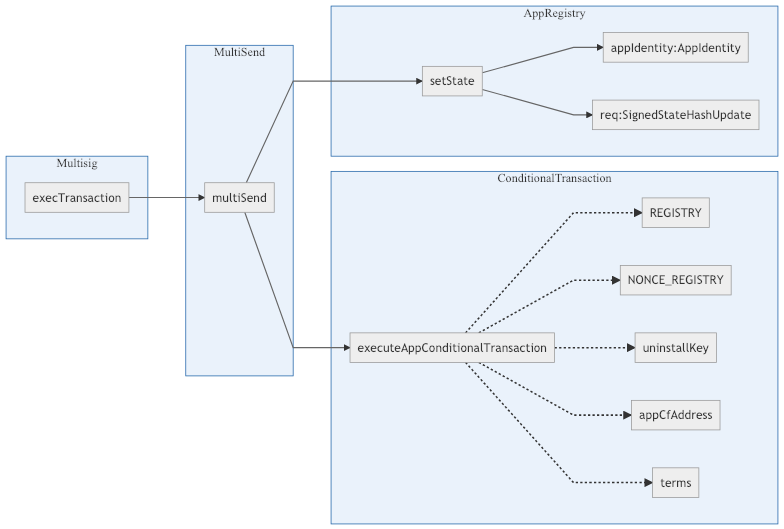 AppRegistry
appIdentity:AppIdentity
MultiSend
setState
req:SignedStateHashUpdate
Multisig
execTransaction
multiSend
ConditionalTransaction
REGISTRY
NONCE_REGISTRY
executeAppConditionalTransaction
uninstallKey
appCfAddress
terms